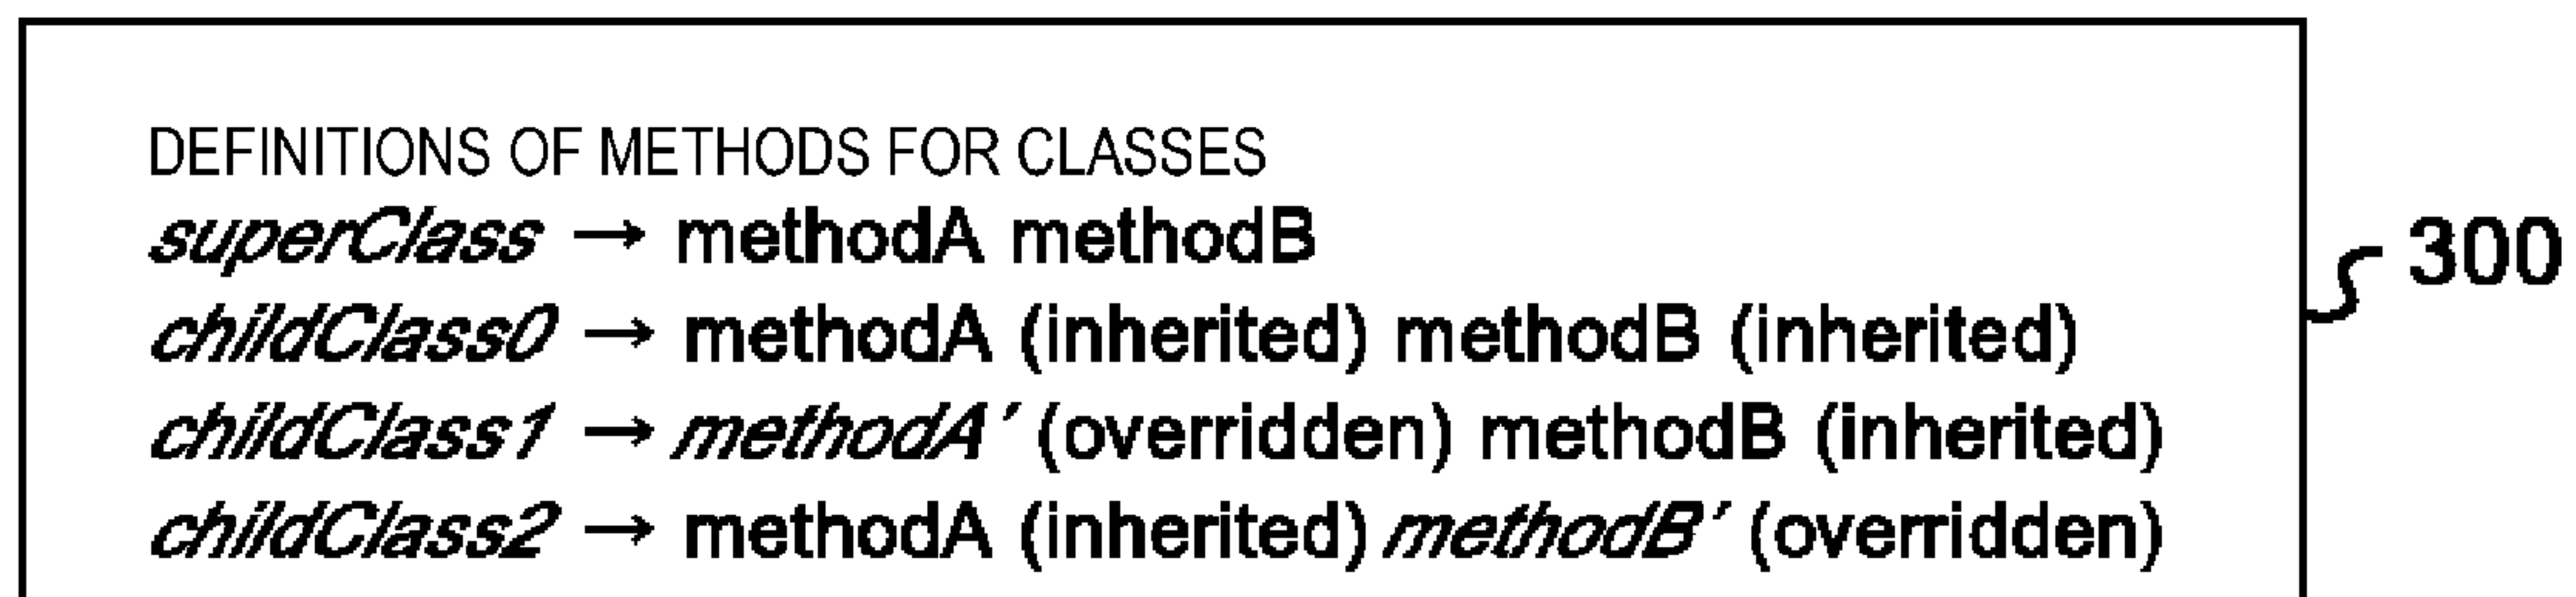 DEFINITIONS OF METHODS FOR CLASSES
superClass → methodA methodB
childClass0 → methodA (inherited) methodB (inherited)
childClass1 → methodA′ (overridden) methodB (inherited)
childClass2 → methodA (inherited) methodB′ (overridden)
300